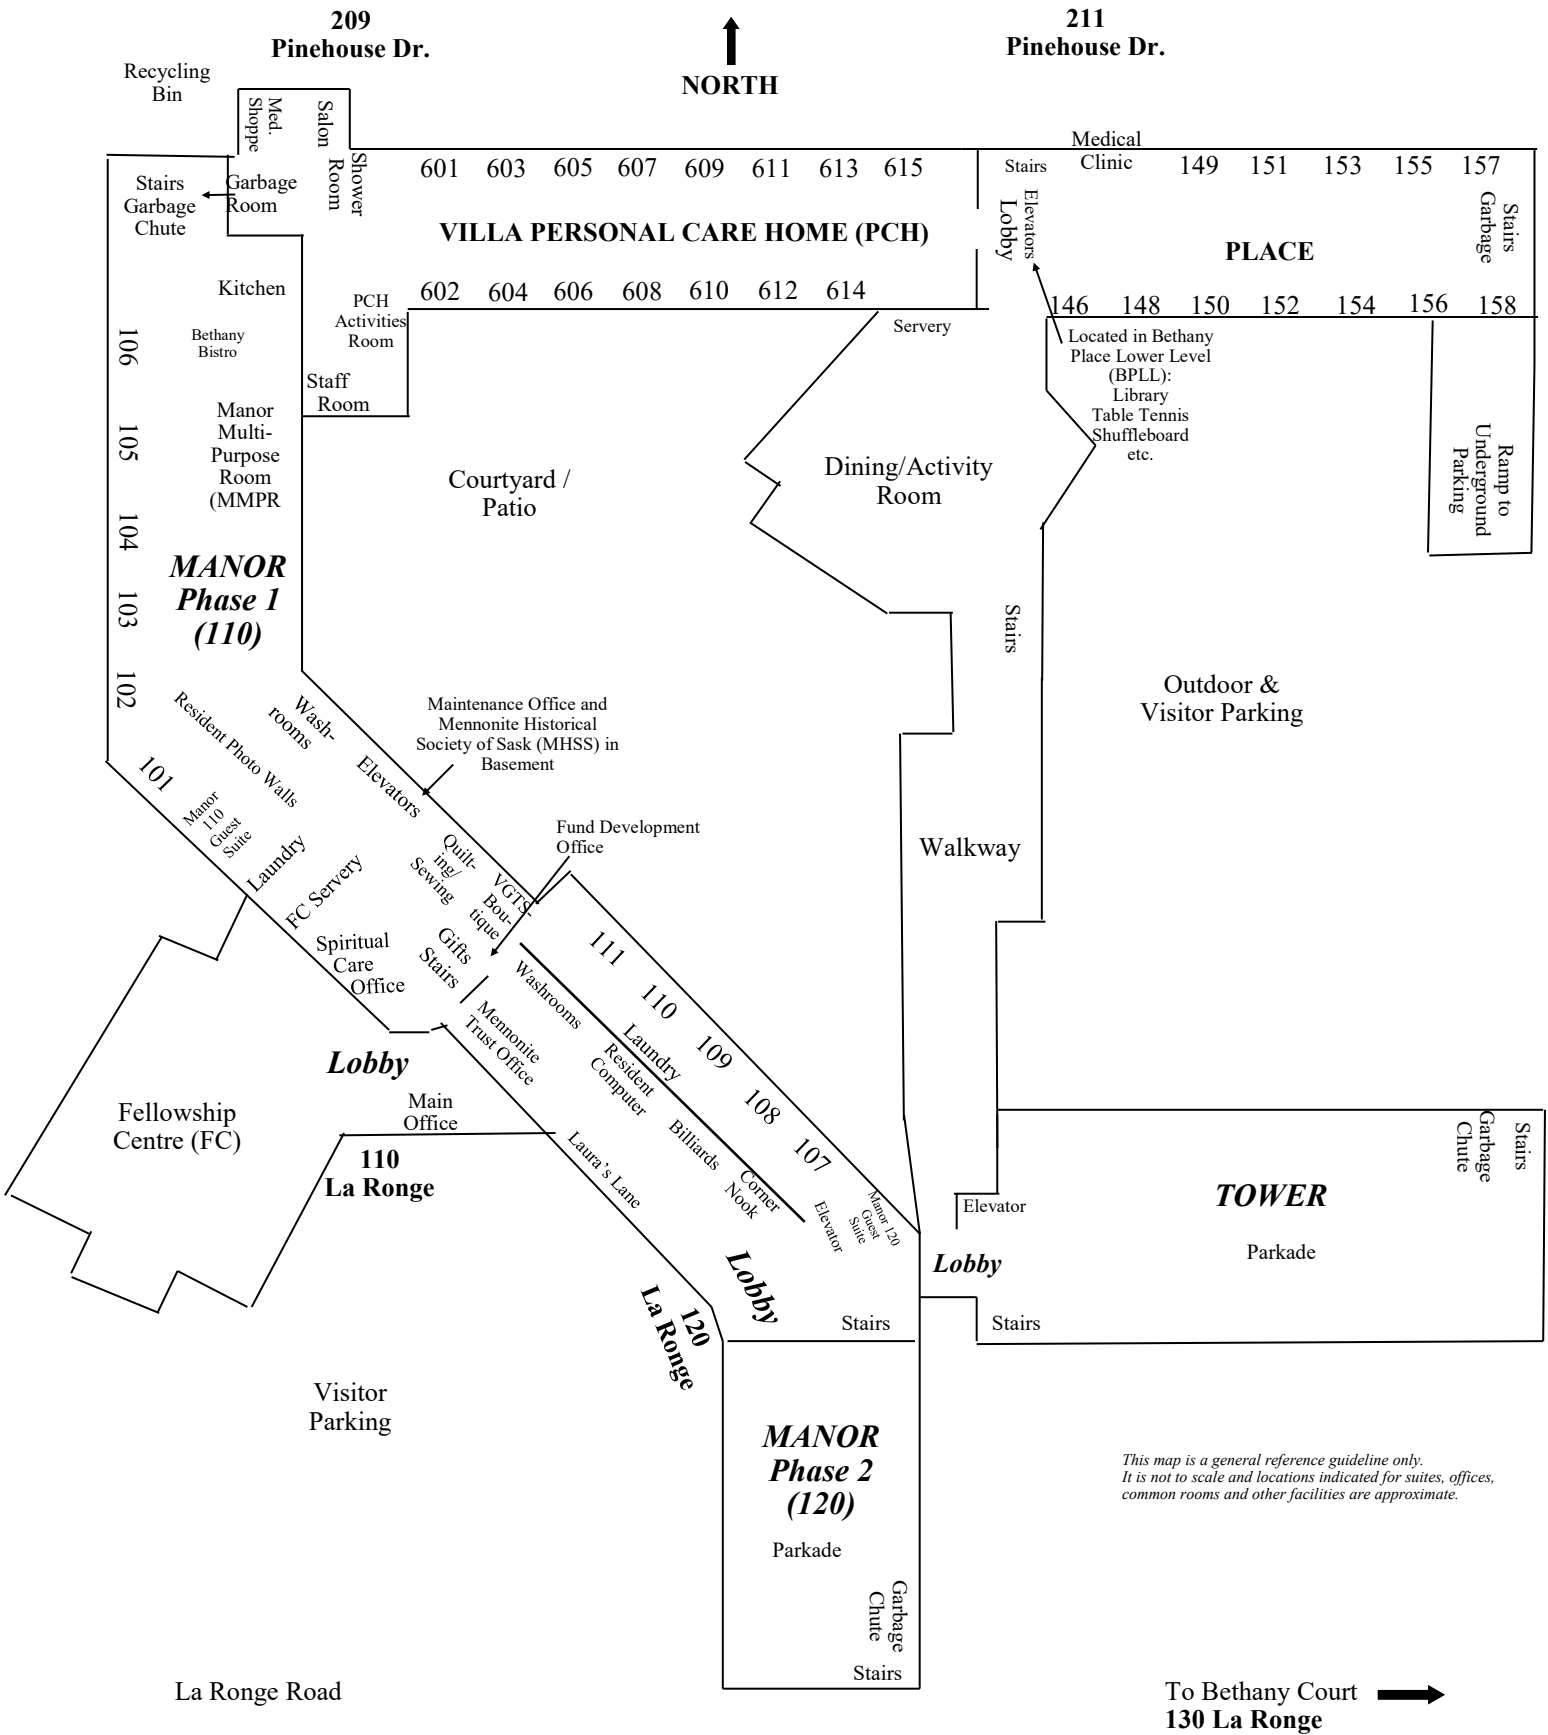 209
Pinehouse Dr.
NORTH
211
Pinehouse Dr.
Recycling
Bin
Med.
Shoppe
Salon
Shower
Room
Stairs
Garbage
Chute
Garbage
Room
601 603 605 607 609 611 613 615
VILLA PERSONAL CARE HOME (PCH)
602 604 606 608 610 612 614
Stairs
Medical
Clinic
149 151 153 155 157
Elevators
Lobby
PLACE
Stairs
Garbage
146 148 150 152 154 156 158
Kitchen
PCH
Activities
Room
Bethany
Bistro
Staff
Room
Servery
Located in Bethany
Place Lower Level
(BPLL):
Library
Table Tennis
Shuffleboard
etc.
Ramp to
Underground
Parking
106
105
104
103
102
101
Manor
Multi-
Purpose
Room
(MMPR
Courtyard /
Patio
Dining/Activity
Room
MANOR
Phase 1
(110)
Stairs
Outdoor &
Visitor Parking
Resident Photo Walls
Wash-
rooms
Elevators
Maintenance Office and
Mennonite Historical
Society of Sask (MHSS) in
Basement
Manor
110
Guest
Suite
Laundry
FC Servery
Quilt-
ing/
Sewing
VGTS-
Bou-
tique
Fund Development
Office
Walkway
Spiritual
Care
Office
Gifts
Stairs
111
110
109
108
107
Washrooms
Laundry
Mennonite
Trust Office
Resident
Computer
Billiards
Corner
Nook
Lobby
Main
Office
Fellowship
Centre (FC)
110
La Ronge
Laura's Lane
Elevator
Manor 120
Guest
Suite
Elevator
Lobby
TOWER
Parkade
Garbage
Chute
Stairs
Lobby
120
La Ronge
Stairs
Stairs
Visitor
Parking
MANOR
Phase 2
(120)
Parkade
Garbage
Chute
Stairs
This map is a general reference guideline only.
It is not to scale and locations indicated for suites, offices,
common rooms and other facilities are approximate.
La Ronge Road
To Bethany Court
130 La Ronge